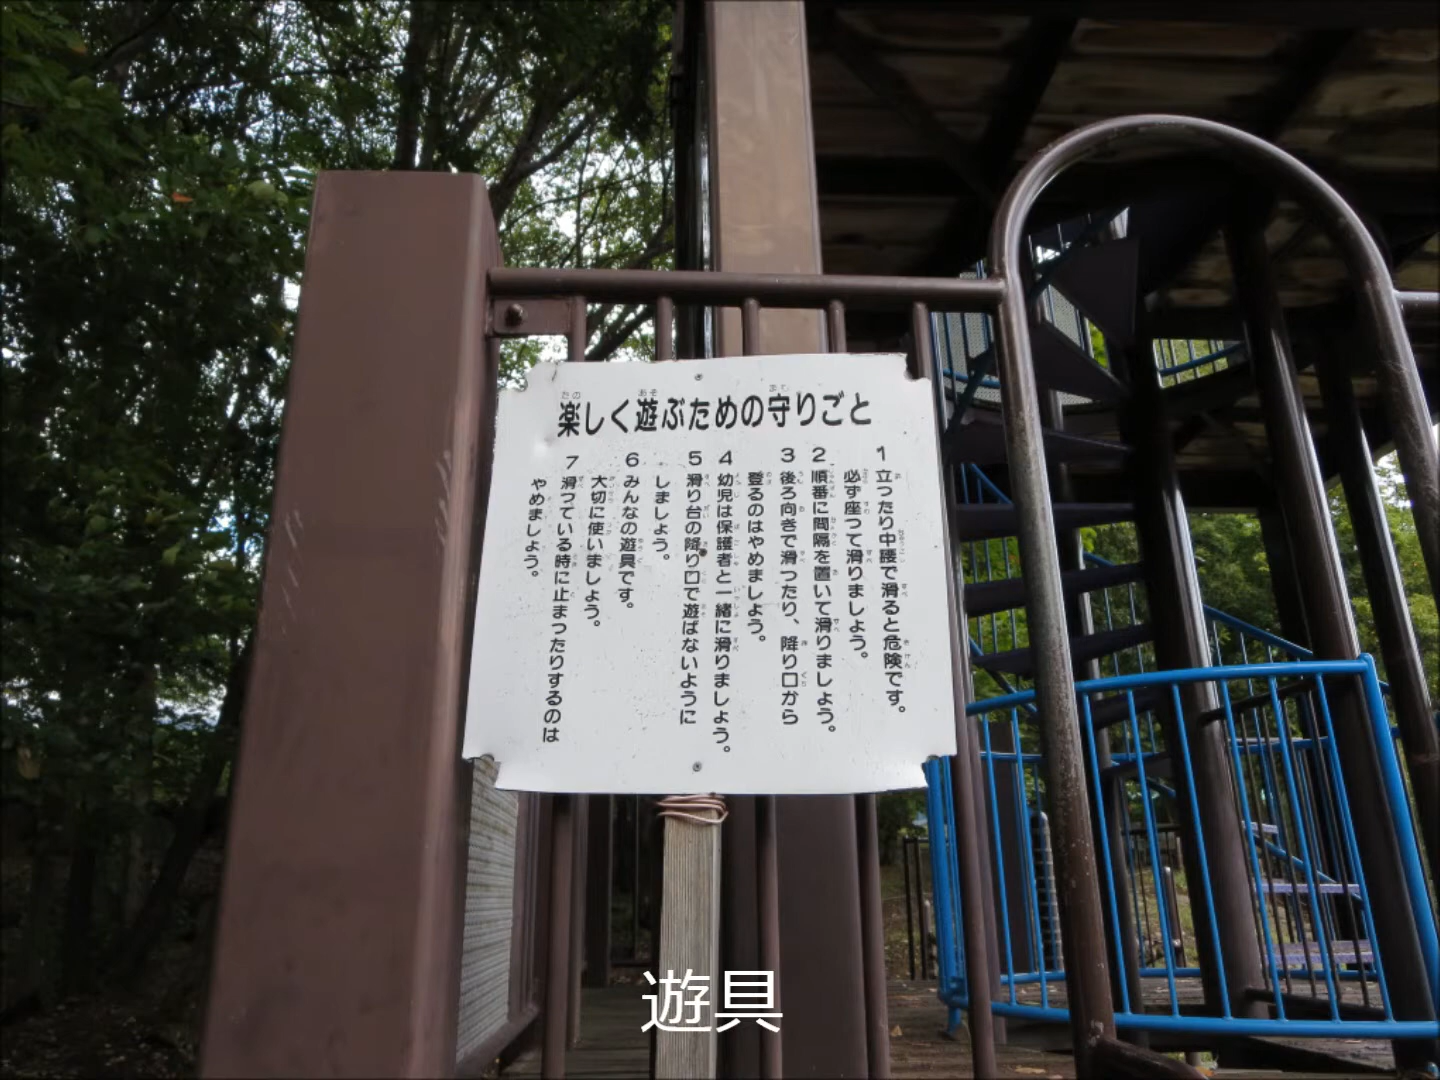 楽しく遊ぶための守りごと
1 立つたり中腰で滑ると危険です。
必ず座つて滑りましょう。
2 順番に間隔を置いて滑りましょう。
3 後ろ向きで滑ったり、降り口から
登るのはやめましょう。
4 幼児は保護者と一緒に滑りましょう。
5 滑り台の降り口で遊ばないように
しましょう。
6 みんなの遊具です。
大切に使いましょう。
7 滑つている時に止まつたりするのは
やめましょう。
遊具